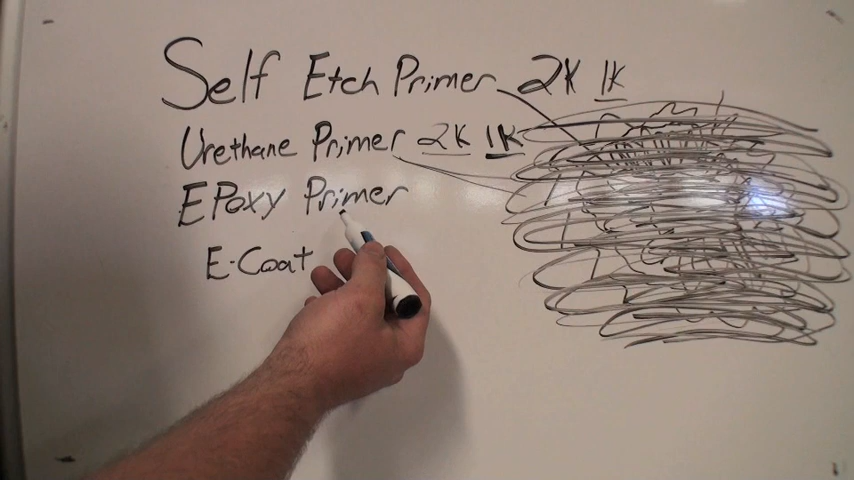 Self Etch Primer 2K 1K
Urethane Primer 2K 1K
EPoxy Primer
E-Coat